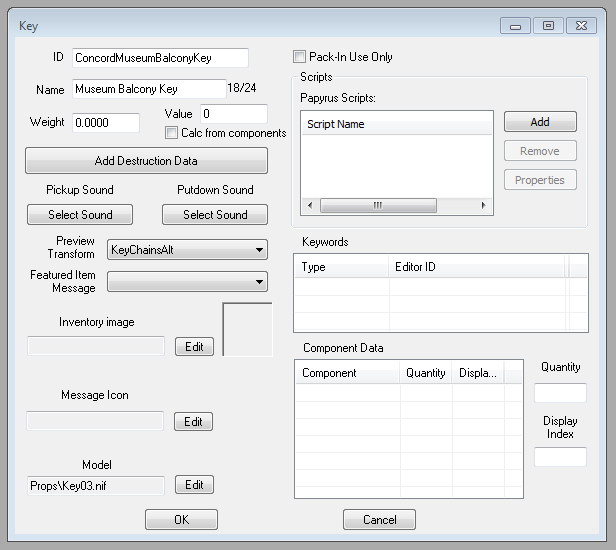 Key
ID ConcordMuseumBalconyKey
Name Museum Balcony Key 18/24
Weight 0.0000
Value 0
Calc from components
Add Destruction Data
Pickup Sound Putdown Sound
Select Sound Select Sound
Preview
Transform KeyChainsAlt
Featured Item
Message
Inventory image
Edit
Message Icon
Edit
Model
Props\Key03.nif Edit
Pack-In Use Only
Scripts
Papyrus Scripts:
Script Name
Add
Remove
Properties
Keywords
Type Editor ID
Component Data
Component Quantity Displa...
Quantity
Display
Index
OK Cancel